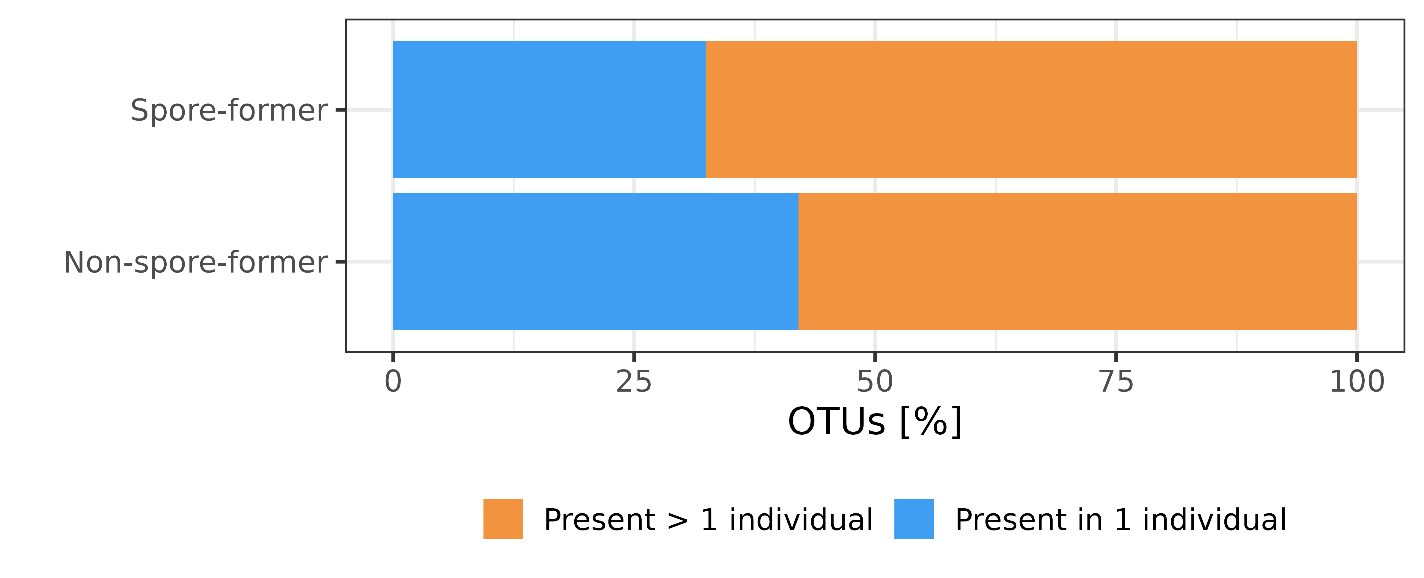 Spore-former
Non-spore-former
0 25 50 75 100
OTUs [%]
Present > 1 individual Present in 1 individual